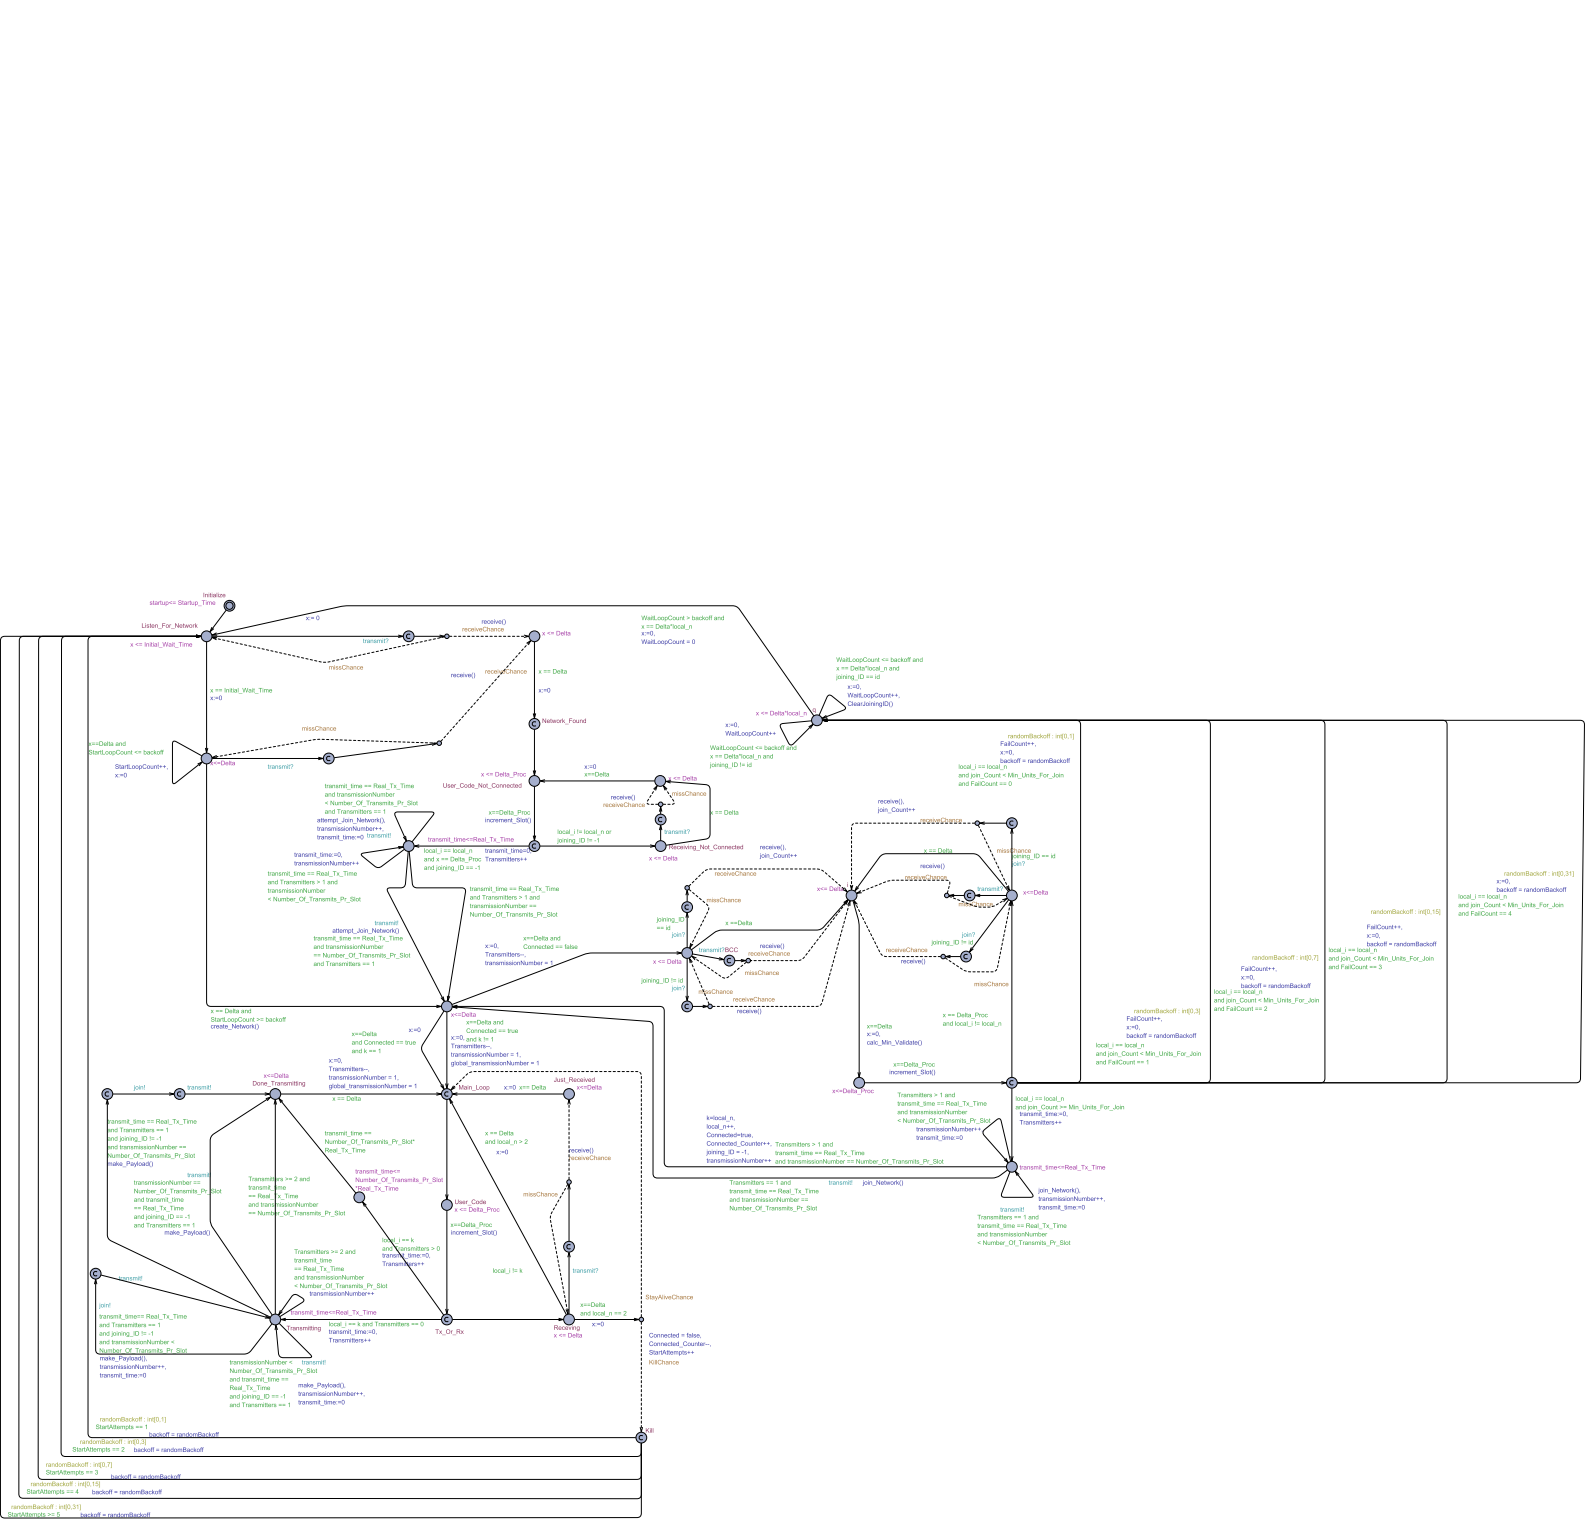 Initialize
startup<= Startup_Time
Listen_For_Network
x <= Initial_Wait_Time
x:= 0
transmit?
receive()
receiveChance
x <= Delta
missChance
WaitLoopCount > backoff and
x == Delta*local_n
x:=0,
WaitLoopCount = 0
WaitLoopCount <= backoff and
x == Delta*local_n and
joining_ID == id
x:=0,
WaitLoopCount++,
ClearJoiningID()
x <= Delta*local_n
x:=0,
WaitLoopCount++
WaitLoopCount <= backoff and
x == Delta*local_n and
joining_ID != id
receive()
receiveChance
x == Delta
x:=0
Network_Found
x == Initial_Wait_Time
x:=0
missChance
x==Delta and
StartLoopCount <= backoff
StartLoopCount++,
x:=0
x<=Delta
transmit?
x <= Delta_Proc
User_Code_Not_Connected
x:=0
x==Delta
x <= Delta
missChance
receive()
receiveChance
x == Delta
transmit?
x==Delta_Proc
increment_Slot()
local_i != local_n or
joining_ID != -1
Receiving_Not_Connected
x <= Delta
transmit_time == Real_Tx_Time
and transmissionNumber
< Number_Of_Transmits_Pr_Slot
and Transmitters == 1
attempt_Join_Network(),
transmissionNumber++,
transmit_time:=0
transmit!
transmit_time<=Real_Tx_Time
local_i == local_n
and x == Delta_Proc
and joining_ID == -1
transmit_time=0,
Transmitters++
transmit_time:=0,
transmissionNumber++
transmit_time == Real_Tx_Time
and Transmitters > 1 and
transmissionNumber
< Number_Of_Transmits_Pr_Slot
transmit_time == Real_Tx_Time
and Transmitters > 1 and
transmissionNumber ==
Number_Of_Transmits_Pr_Slot
transmit!
attempt_Join_Network()
transmit_time == Real_Tx_Time
and transmissionNumber
== Number_Of_Transmits_Pr_Slot
and Transmitters == 1
x==Delta and
Connected == false
x:=0,
Transmitters--,
transmissionNumber = 1
receive(),
join_Count++
receiveChance
missChance
joining_ID
== id
join?
x <= Delta
x ==Delta
transmit?
BCC
receive()
receiveChance
missChance
joining_ID != id
join?
missChance
receiveChance
receive()
receive(),
join_Count++
receiveChance
missChance
joining_ID == id
join?
x == Delta
receive()
receiveChance
transmit?
missChance
x<= Delta
x<=Delta
join?
joining_ID != id
receiveChance
receive()
missChance
randomBackoff : int[0,1]
FailCount++,
x:=0,
backoff = randomBackoff
local_i == local_n
and join_Count < Min_Units_For_Join
and FailCount == 0
randomBackoff : int[0,31]
x:=0,
backoff = randomBackoff
local_i == local_n
and join_Count < Min_Units_For_Join
and FailCount == 4
randomBackoff : int[0,15]
FailCount++,
x:=0,
backoff = randomBackoff
local_i == local_n
and join_Count < Min_Units_For_Join
and FailCount == 3
randomBackoff : int[0,7]
FailCount++,
x:=0,
backoff = randomBackoff
local_i == local_n
and join_Count < Min_Units_For_Join
and FailCount == 2
randomBackoff : int[0,3]
FailCount++,
x:=0,
backoff = randomBackoff
local_i == local_n
and join_Count < Min_Units_For_Join
and FailCount == 1
x == Delta_Proc
and local_i != local_n
x==Delta
x:=0,
calc_Min_Validate()
x==Delta_Proc
increment_Slot()
x<=Delta_Proc
x == Delta and
StartLoopCount >= backoff
create_Network()
x<=Delta
x==Delta
and Connected == true
and k == 1
x:=0
x==Delta and
Connected == true
and k != 1
x:=0,
Transmitters--,
transmissionNumber = 1,
global_transmissionNumber = 1
x:=0,
Transmitters--,
transmissionNumber = 1,
global_transmissionNumber = 1
x<=Delta
Done_Transmitting
x == Delta
Main_Loop
x:=0
x== Delta
Just_Received
x<=Delta
join!
transmit!
transmit_time == Real_Tx_Time
and Transmitters == 1
and joining_ID != -1
and transmissionNumber ==
Number_Of_Transmits_Pr_Slot
make_Payload()
transmit!
transmissionNumber ==
Number_Of_Transmits_Pr_Slot
and transmit_time
== Real_Tx_Time
and joining_ID == -1
and Transmitters == 1
make_Payload()
transmit_time ==
Number_Of_Transmits_Pr_Slot*
Real_Tx_Time
transmit_time<=
Number_Of_Transmits_Pr_Slot
*Real_Tx_Time
Transmitters >= 2 and
transmit_time
== Real_Tx_Time
and transmissionNumber
== Number_Of_Transmits_Pr_Slot
User_Code
x <= Delta_Proc
x==Delta_Proc
increment_Slot()
x == Delta
and local_n > 2
x:=0
receive()
receiveChance
missChance
transmit?
local_i == k
and Transmitters > 0
transmit_time:=0,
Transmitters++
local_i != k
Transmitters >= 2 and
transmit_time
== Real_Tx_Time
and transmissionNumber
< Number_Of_Transmits_Pr_Slot
transmissionNumber++
transmit_time<=Real_Tx_Time
Transmitting
local_i == k and Transmitters == 0
transmit_time:=0,
Transmitters++
Tx_Or_Rx
Receving
x <= Delta
x==Delta
and local_n == 2
x:=0
StayAliveChance
Connected = false,
Connected_Counter--,
StartAttempts++
KillChance
Kill
transmit!
join!
transmit_time== Real_Tx_Time
and Transmitters == 1
and joining_ID != -1
and transmissionNumber <
Number_Of_Transmits_Pr_Slot
make_Payload(),
transmissionNumber++,
transmit_time:=0
transmissionNumber <
transmit!
Number_Of_Transmits_Pr_Slot
and transmit_time ==
Real_Tx_Time
and joining_ID == -1
and Transmitters == 1
make_Payload(),
transmissionNumber++,
transmit_time:=0
Transmitters > 1 and
transmit_time == Real_Tx_Time
and transmissionNumber
< Number_Of_Transmits_Pr_Slot
transmissionNumber++,
transmit_time:=0
local_i == local_n
and join_Count >= Min_Units_For_Join
transmit_time:=0,
Transmitters++
transmit_time<=Real_Tx_Time
k=local_n,
local_n++,
Connected=true,
Connected_Counter++,
joining_ID = -1,
transmissionNumber++
Transmitters > 1 and
transmit_time == Real_Tx_Time
and transmissionNumber == Number_Of_Transmits_Pr_Slot
Transmitters == 1 and
transmit_time == Real_Tx_Time
and transmissionNumber ==
Number_Of_Transmits_Pr_Slot
transmit!
join_Network()
join_Network(),
transmissionNumber++,
transmit_time:=0
transmit!
Transmitters == 1 and
transmit_time == Real_Tx_Time
and transmissionNumber
< Number_Of_Transmits_Pr_Slot
randomBackoff : int[0,1]
StartAttempts == 1
backoff = randomBackoff
randomBackoff : int[0,3]
StartAttempts == 2
backoff = randomBackoff
randomBackoff : int[0,7]
StartAttempts == 3
backoff = randomBackoff
randomBackoff : int[0,15]
StartAttempts == 4
backoff = randomBackoff
randomBackoff : int[0,31]
StartAttempts >= 5
backoff = randomBackoff